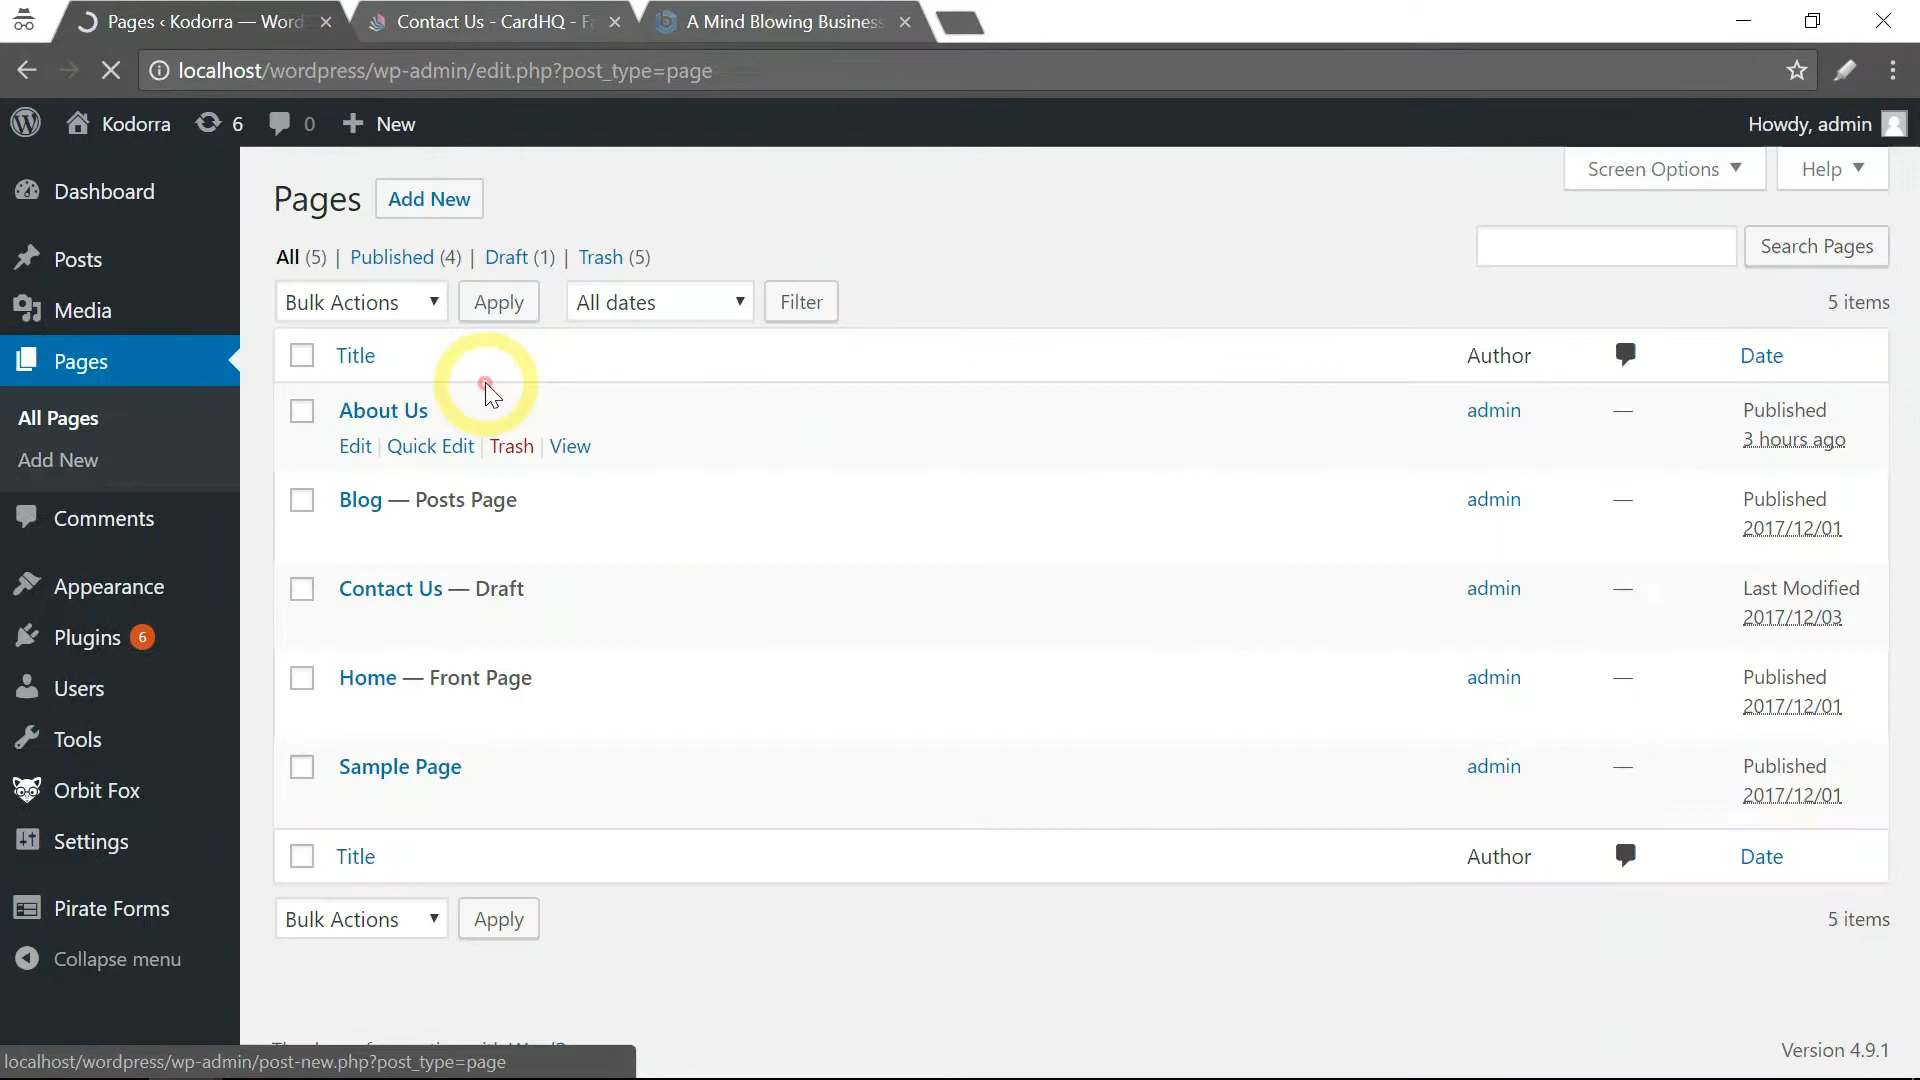 Pages ‹ Kodorra — Word
Contact Us - CardHQ - Fa
A Mind Blowing Business
localhost/wordpress/wp-admin/edit.php?post_type=page
Kodorra 6 0 New
Howdy, admin
Screen Options ▼ Help ▼
Dashboard
Posts
Media
Pages
All Pages
Add New
Comments
Appearance
Plugins 6
Users
Tools
Orbit Fox
Settings
Pirate Forms
Collapse menu
Pages Add New
All (5) | Published (4) | Draft (1) | Trash (5)
Search Pages
Bulk Actions ▼ Apply All dates ▼ Filter 5 items
Title Author Date
About Us admin — Published
Edit | Quick Edit | Trash | View 3 hours ago
Blog — Posts Page admin — Published
2017/12/01
Contact Us — Draft admin — Last Modified
2017/12/03
Home — Front Page admin — Published
2017/12/01
Sample Page admin — Published
2017/12/01
Title Author Date
Bulk Actions ▼ Apply 5 items
Version 4.9.1
localhost/wordpress/wp-admin/post-new.php?post_type=page